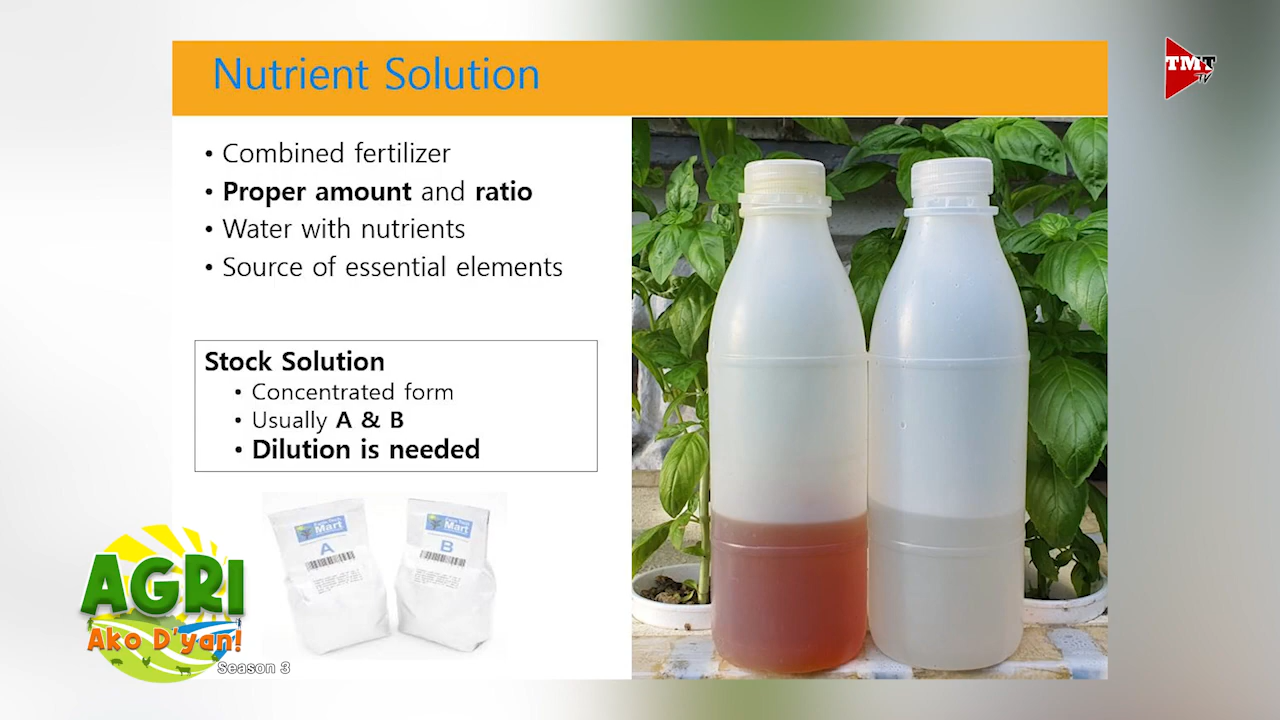 Nutrient Solution
TMT
TV
• Combined fertilizer
• Proper amount and ratio
• Water with nutrients
• Source of essential elements
Stock Solution
• Concentrated form
• Usually A & B
• Dilution is needed
Mart
A
Mart
B
AGRI
Ako D'yan!
Season 3